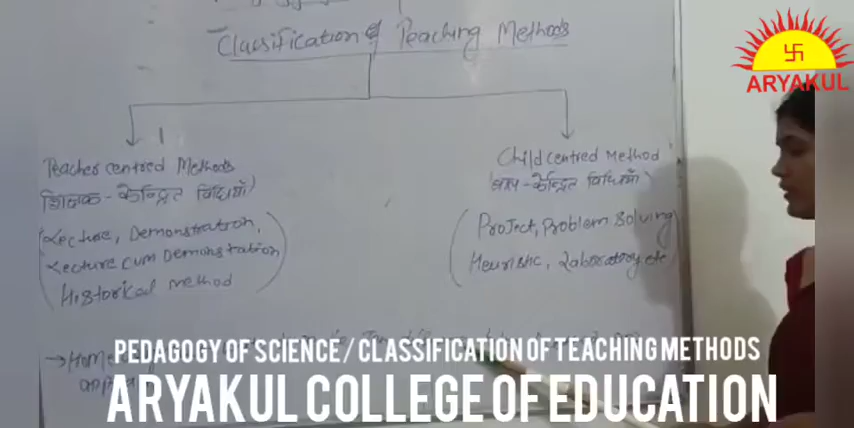 Classification of Teaching Methods
ARYAKUL
Teacher centred Methods
शिक्षक-केन्द्रित विधियाँ)
(Lecture, Demonstration,
Lecture cum Demonstration
Historical method)
Child centred Method
(बाल-केन्द्रित विधियाँ)
(Project, Problem Solving
Heuristic, Laboratory etc)
PEDAGOGY OF SCIENCE / CLASSIFICATION OF TEACHING METHODS
ARYAKUL COLLEGE OF EDUCATION